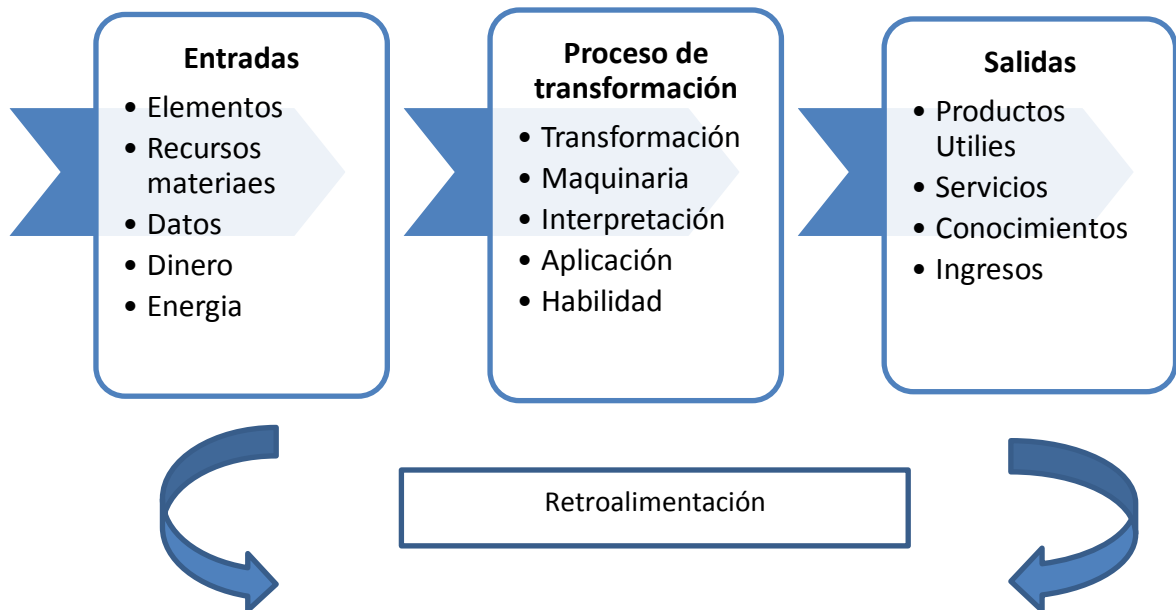 Entradas
• Elementos
• Recursos
materiaes
• Datos
• Dinero
• Energia
Proceso de
transformación
• Transformación
• Maquinaria
• Interpretación
• Aplicación
• Habilidad
Salidas
• Productos
Utilies
• Servicios
• Conocimientos
• Ingresos
Retroalimentación